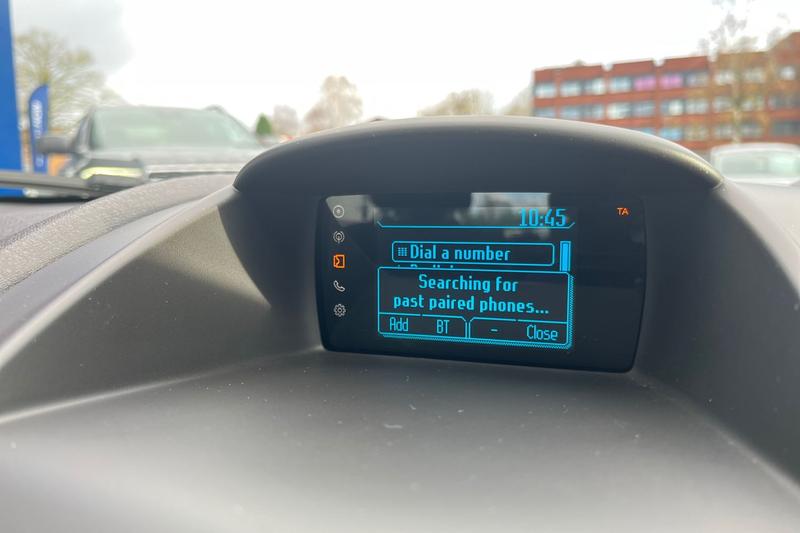 10:45
TA
Dial a number
Searching for
past paired phones...
Add BT - Close